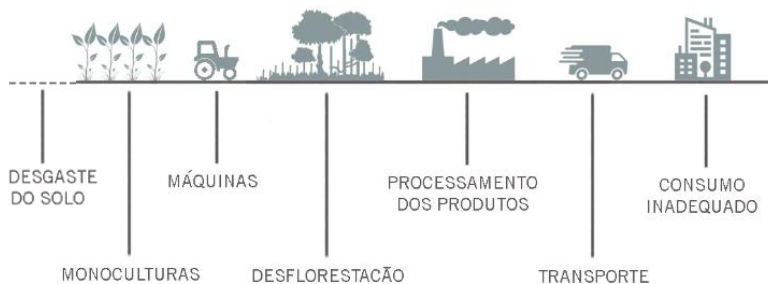 DESGASTE
DO SOLO
MONOCULTURAS
MÁQUINAS
DESFLORESTACÃO
PROCESSAMENTO
DOS PRODUTOS
TRANSPORTE
CONSUMO
INADEQUADO